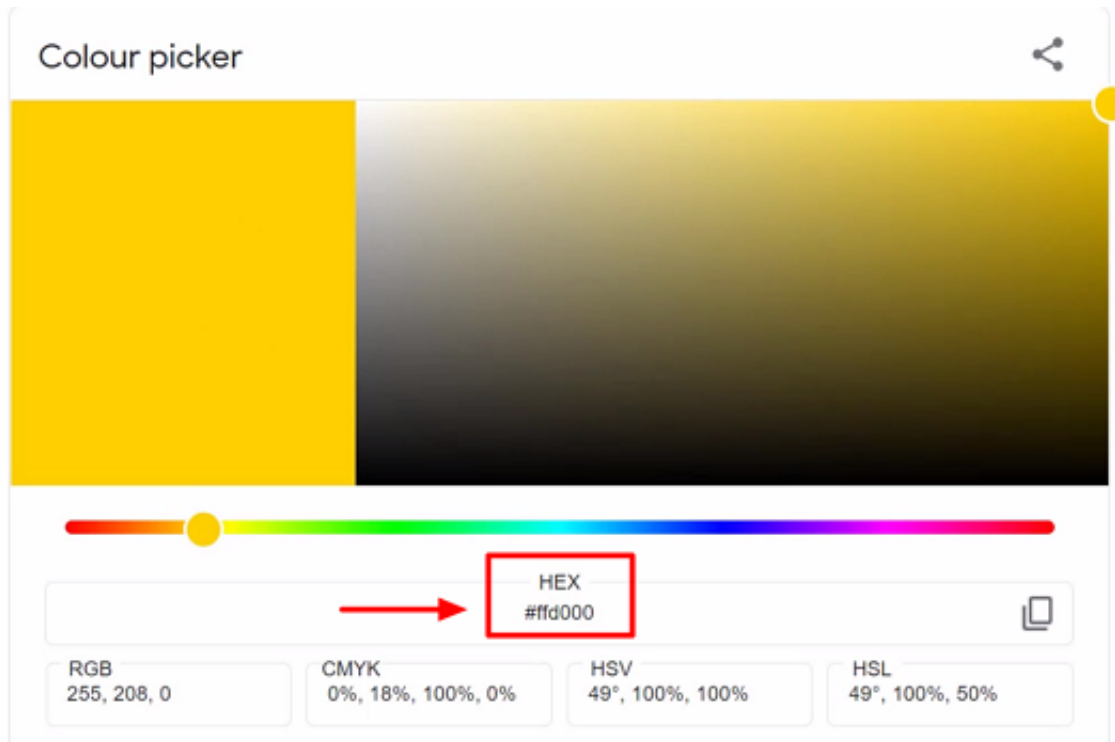 Colour picker
HEX
#ffd000
RGB
255, 208, 0
CMYK
0%, 18%, 100%, 0%
HSV
49°, 100%, 100%
HSL
49°, 100%, 50%